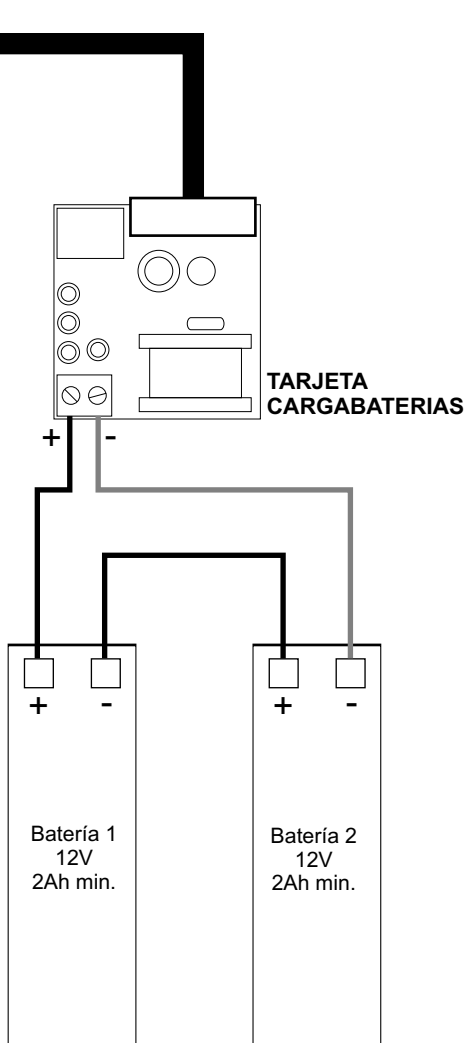 TARJETA
CARGABATERIAS
+ -
+ - + -
Batería 1
12V
2Ah min.
Batería 2
12V
2Ah min.